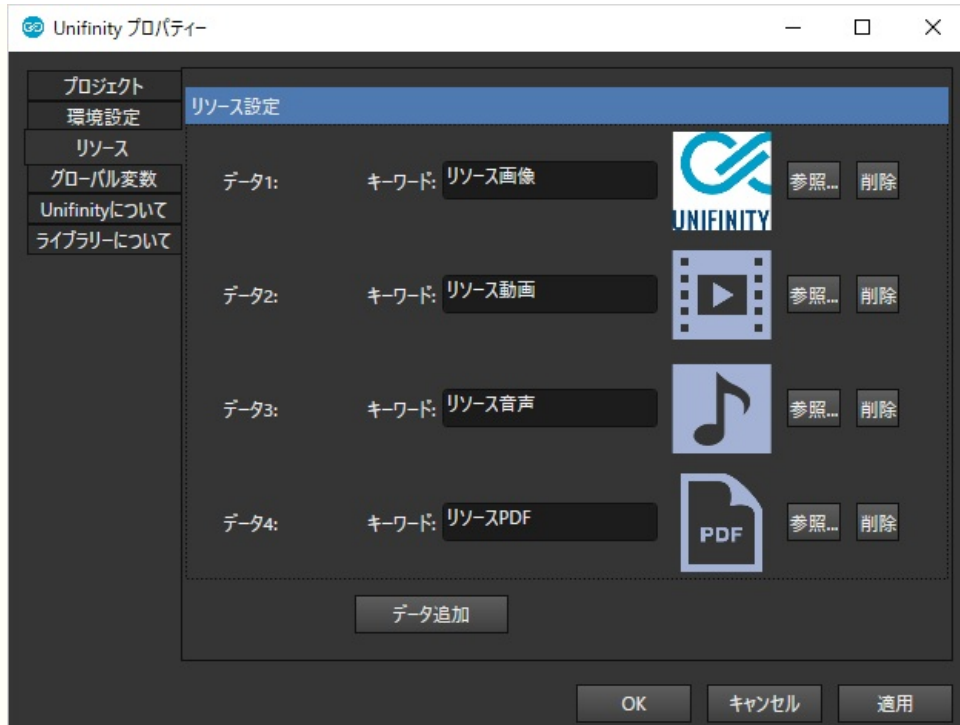 Unifinity プロパティー
プロジェクト
環境設定
リソース
グローバル変数
Unifinityについて
ライブラリーについて
リソース設定
データ1: キーワード: リソース画像 UNIFINITY 参照... 削除
データ2: キーワード: リソース動画 参照... 削除
データ3: キーワード: リソース音声 参照... 削除
データ4: キーワード: リソースPDF PDF 参照... 削除
データ追加
OK キャンセル 適用